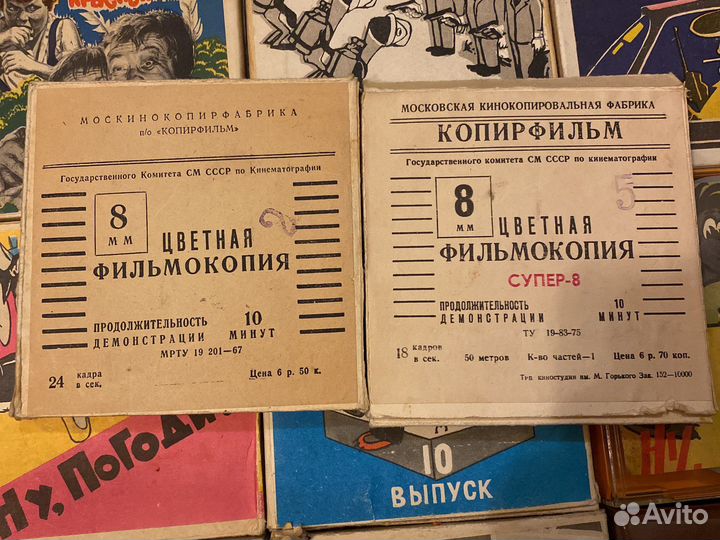 МОСКИНОКОПИРФАБРИКА
п/о «КОПИРФИЛЬМ»
Государственного Комитета СМ СССР по Кинематографии
8
ММ
2
ЦВЕТНАЯ
ФИЛЬМОКОПИЯ
ПРОДОЛЖИТЕЛЬНОСТЬ 10
ДЕМОНСТРАЦИИ МИНУТ
МРТУ 19 201—67
24 кадра
в сек.
Цена 6 р. 50 к.
МОСКОВСКАЯ КИНОКОПИРОВАЛЬНАЯ ФАБРИКА
КОПИРФИЛЬМ
Государственного комитета СМ СССР по кинематографии
8
ММ
5
ЦВЕТНАЯ
ФИЛЬМОКОПИЯ
СУПЕР-8
ПРОДОЛЖИТЕЛЬНОСТЬ 10
ДЕМОНСТРАЦИИ МИНУТ
ТУ 19-83-75
18 кадров
в сек.
50 метров К-во частей—1 Цена 6 р. 70 коп.
Тип киностудии им. М. Горького Зак. 152—10000
Ну, ПОГОДИ
10
ВЫПУСК
НУ,
Avito